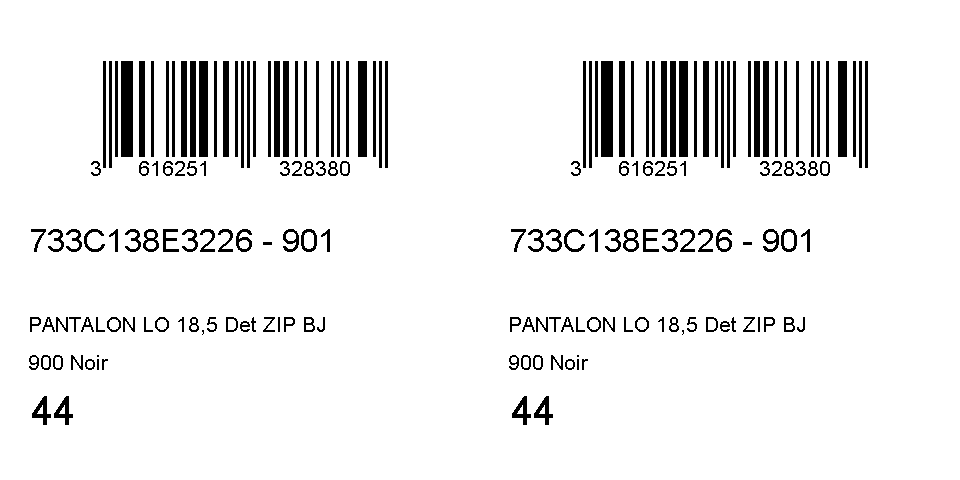 3 616251 328380
733C138E3226 - 901
PANTALON LO 18,5 Det ZIP BJ
900 Noir
44
3 616251 328380
733C138E3226 - 901
PANTALON LO 18,5 Det ZIP BJ
900 Noir
44